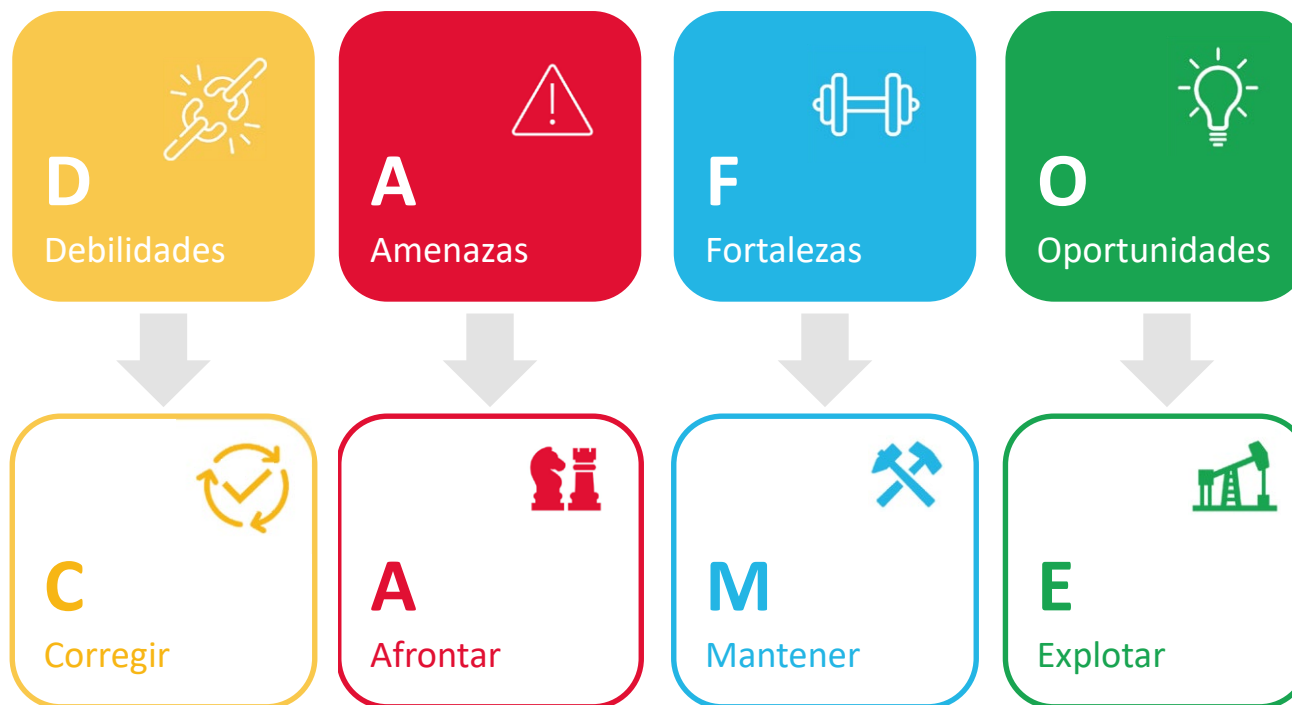 D
Debilidades
A
Amenazas
F
Fortalezas
O
Oportunidades
C
Corregir
A
Afrontar
M
Mantener
E
Explotar